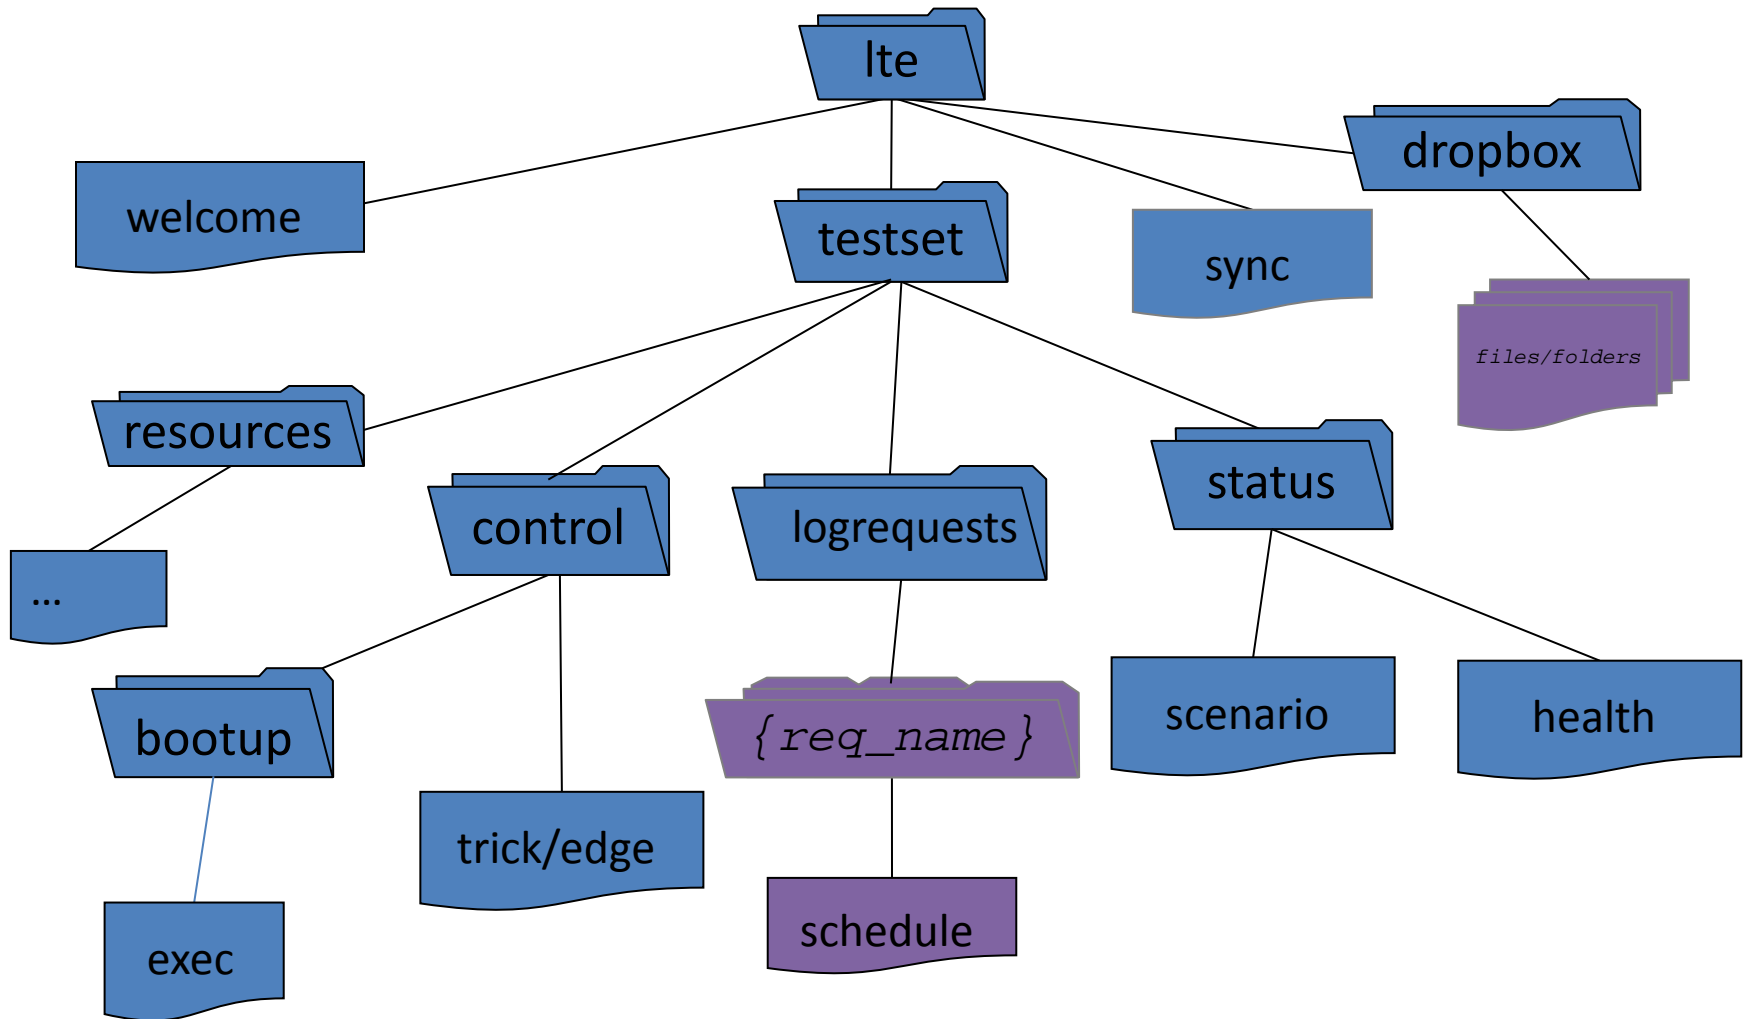 lte
dropbox
welcome
testset
sync
files/folders
resources
control
logrequests
status
...
bootup
{req_name}
scenario
health
trick/edge
schedule
exec